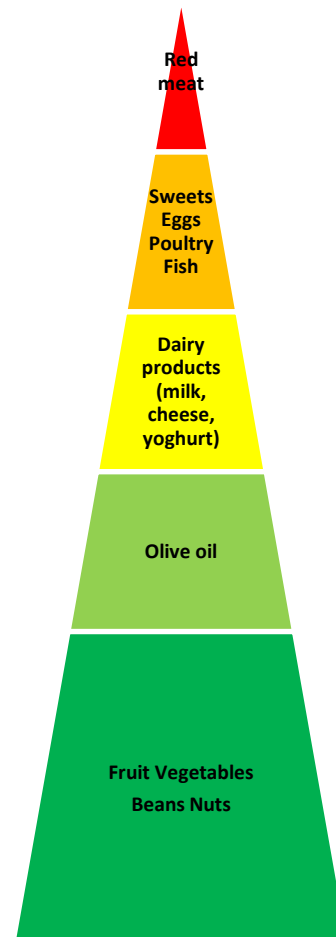 Red
meat
Sweets
Eggs
Poultry
Fish
Dairy
products
(milk,
cheese,
yoghurt)
Olive oil
Fruit Vegetables
Beans Nuts